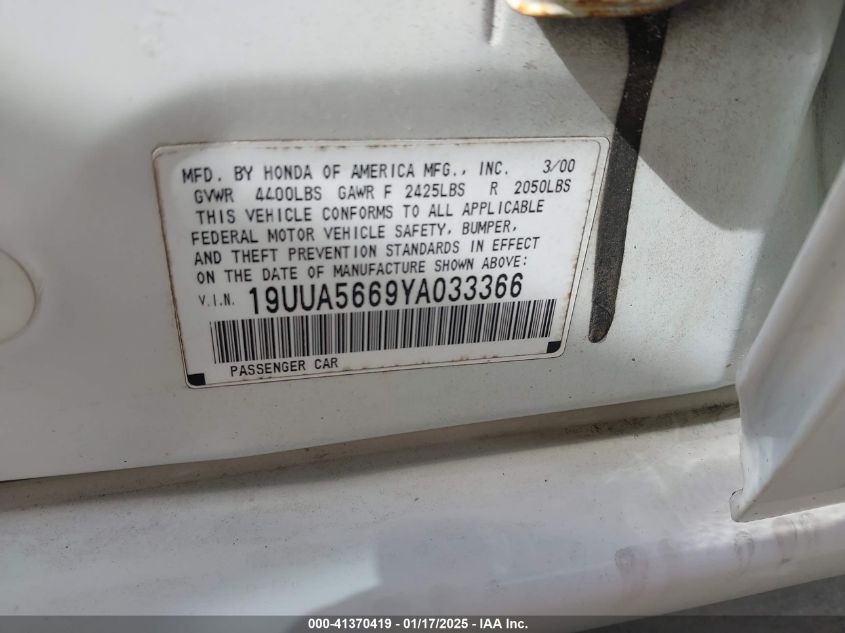 MFD. BY HONDA OF AMERICA MFG., INC. 3/00
GVWR 4400LBS GAWR F 2425LBS R 2050LBS
THIS VEHICLE CONFORMS TO ALL APPLICABLE
FEDERAL MOTOR VEHICLE SAFETY, BUMPER,
AND THEFT PREVENTION STANDARDS IN EFFECT
ON THE DATE OF MANUFACTURE SHOWN ABOVE:
V.I.N. 19UUA5669YA033366
PASSENGER CAR
000-41370419 - 01/17/2025 - IAA Inc.